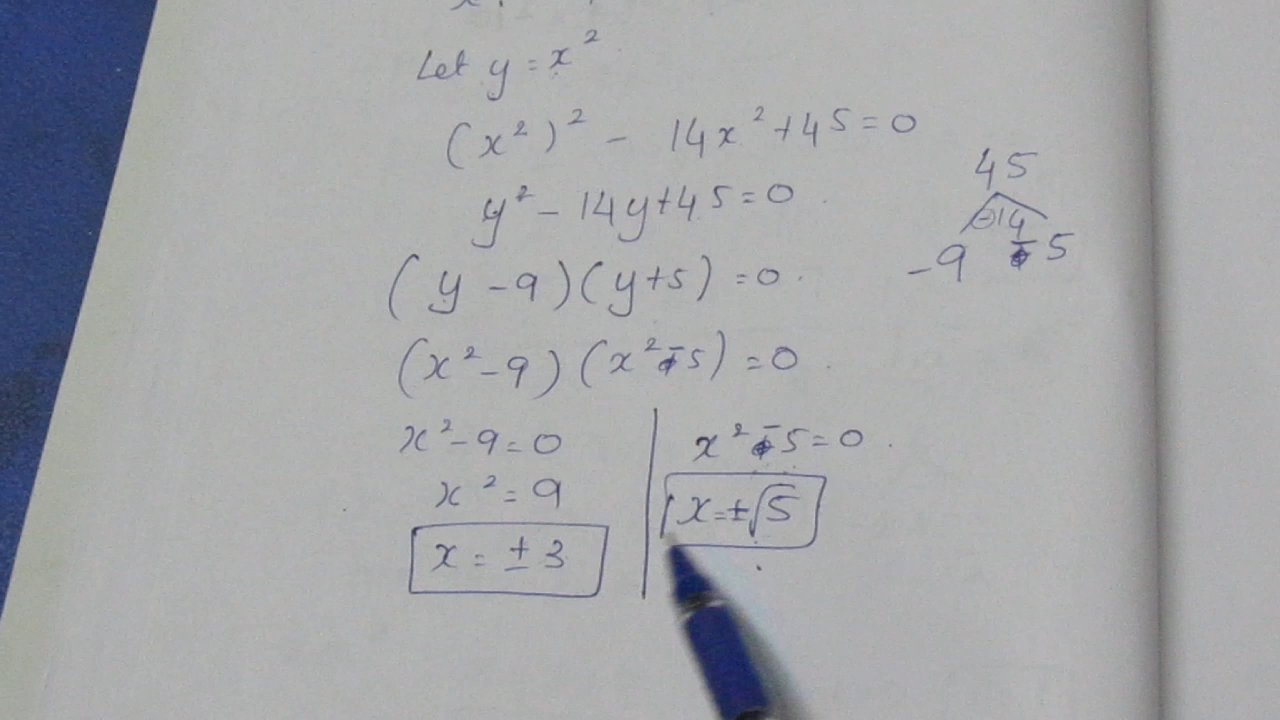 Let y = x²
(x²)² - 14x² + 45 = 0
y² - 14y + 45 = 0
(y - 9)(y + 5) = 0
(x² - 9)(x² - 5) = 0
x² - 9 = 0
x² = 9
x = ± 3
x² - 5 = 0
x = ±√5
45
-14
-9 -5